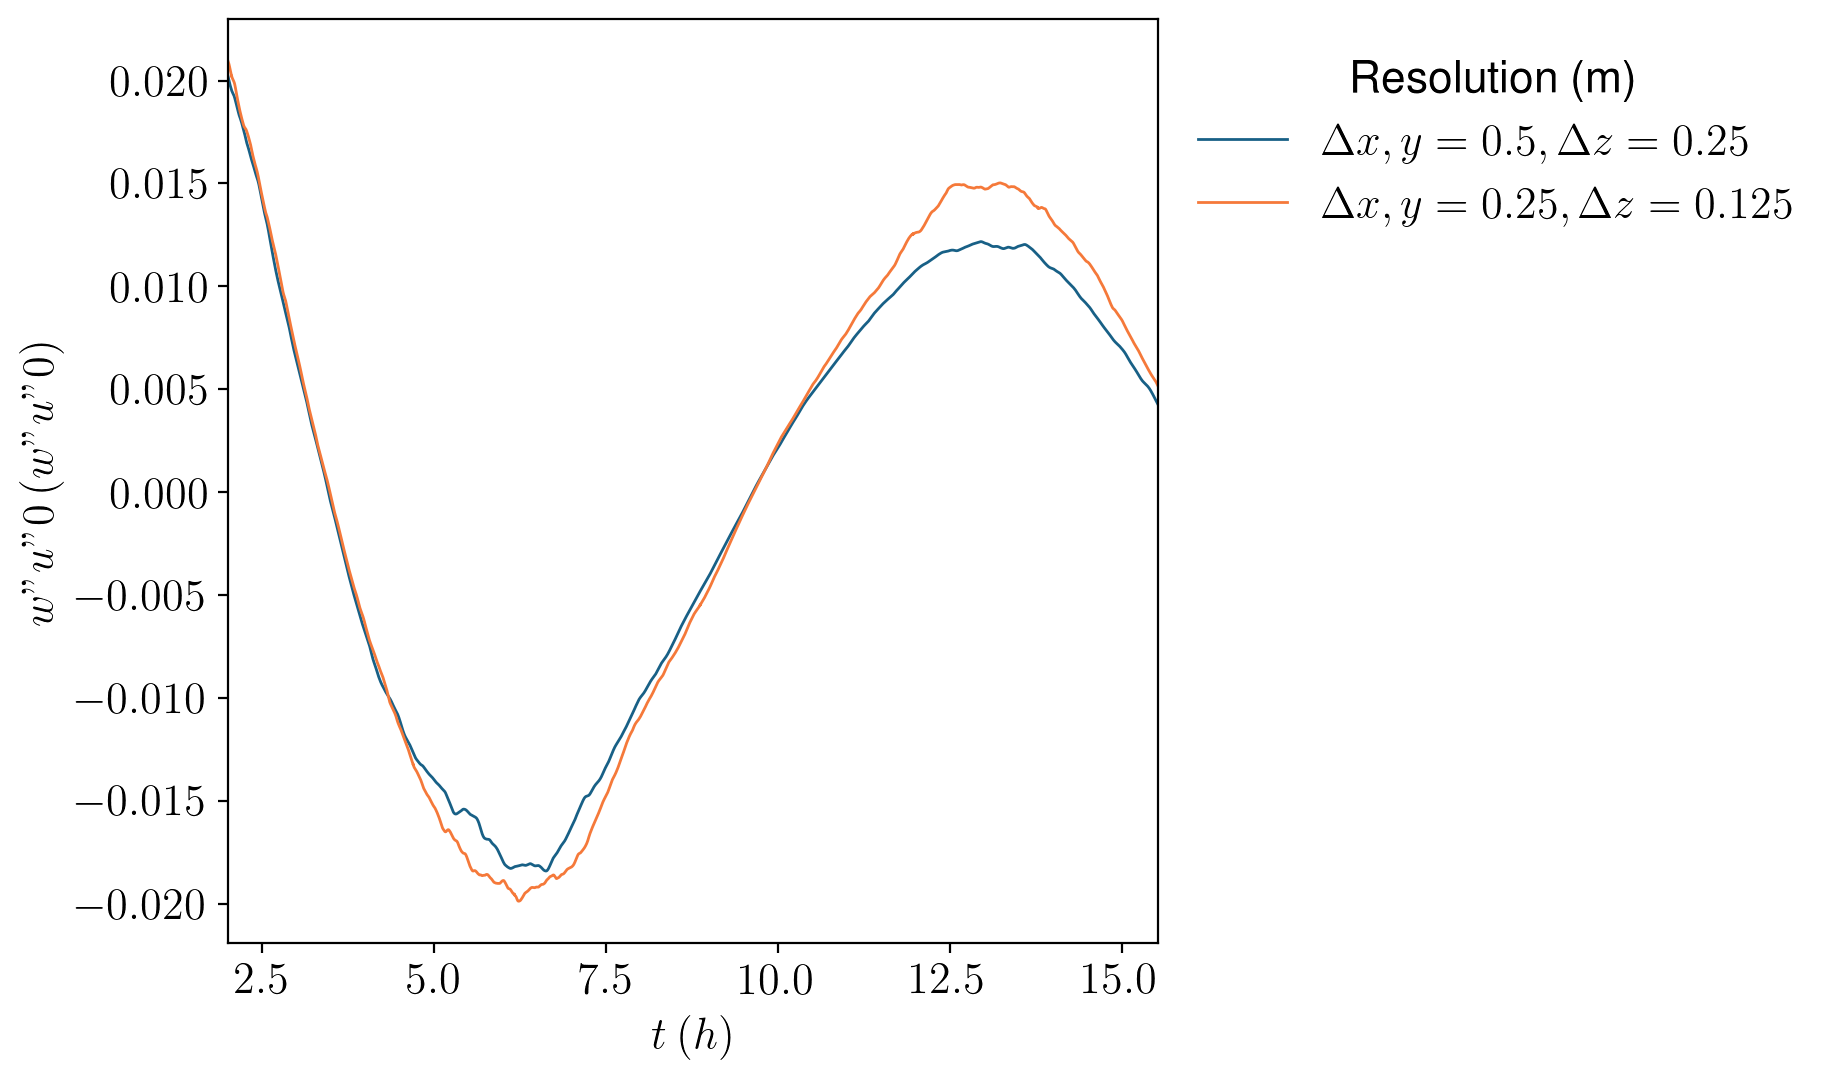 0.020
0.015
0.010
0.005
0.000
−0.005
−0.010
−0.015
−0.020
w”u”0 (w”u”0)
2.5 5.0 7.5 10.0 12.5 15.0
t (h)
Resolution (m)
Δx, y = 0.5, Δz = 0.25
Δx, y = 0.25, Δz = 0.125